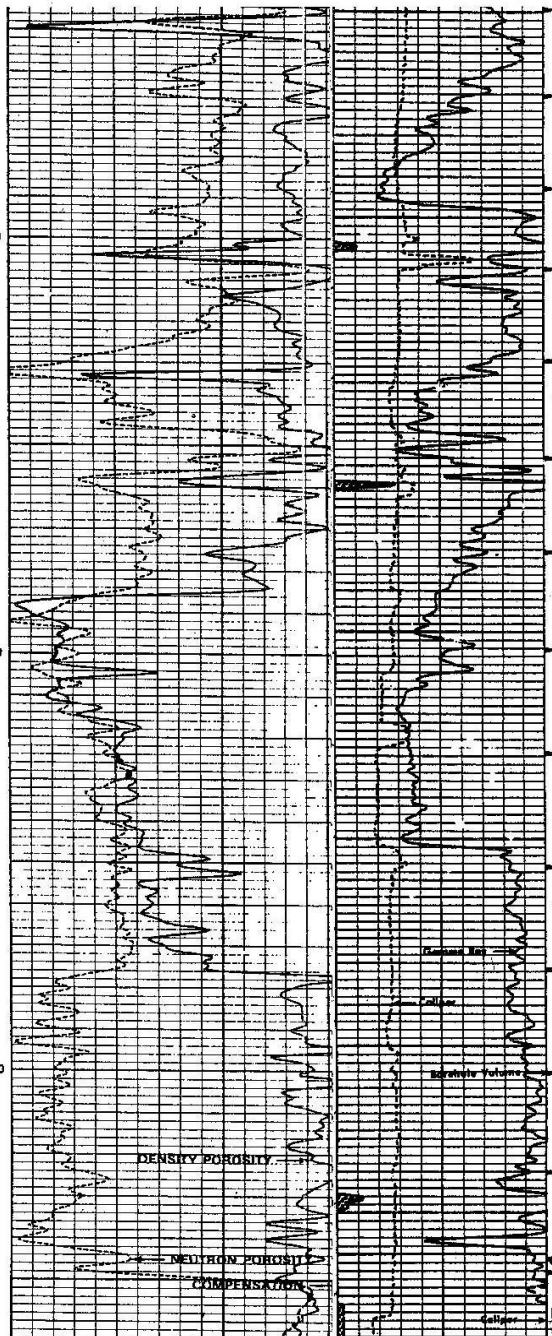 Gamma Ray
Caliper
Borehole Volume
DENSITY POROSITY
NEUTRON POROSITY
COMPENSATION
Caliper